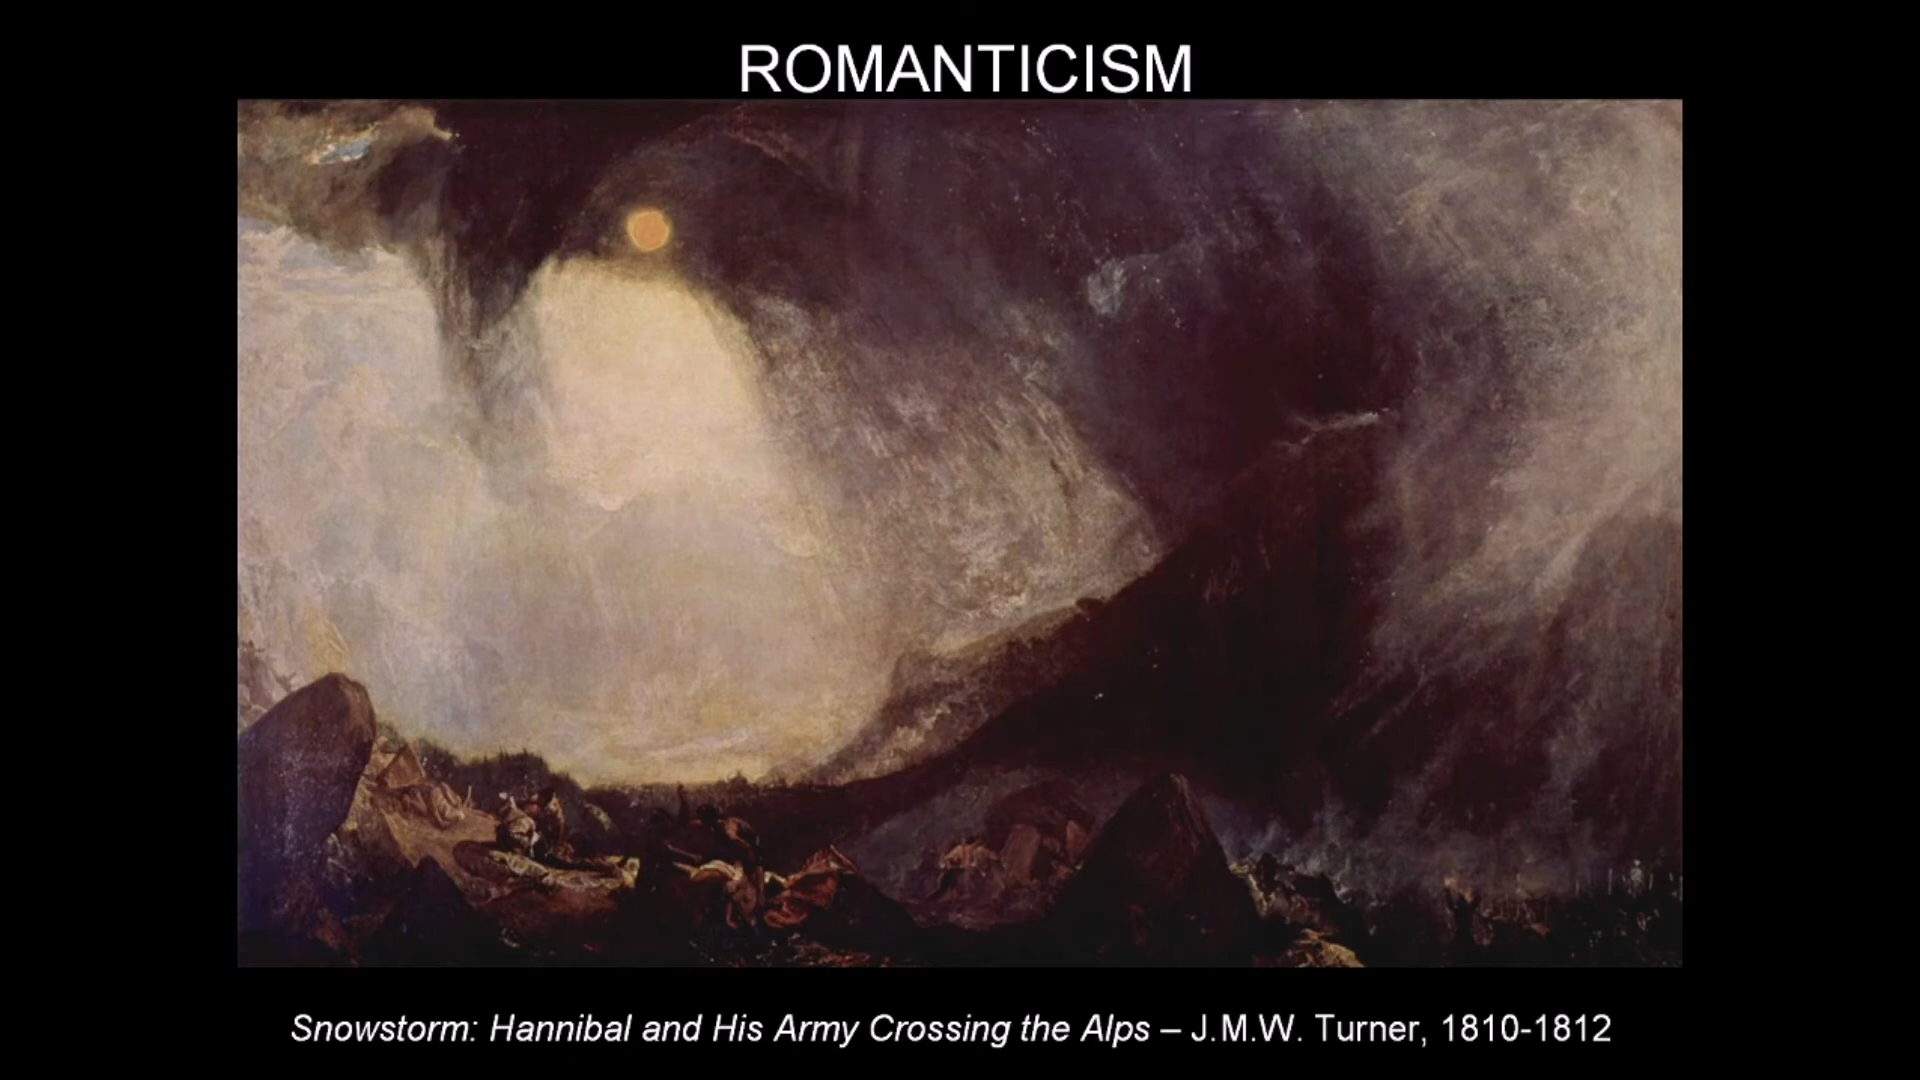 ROMANTICISM
Snowstorm: Hannibal and His Army Crossing the Alps – J.M.W. Turner, 1810-1812